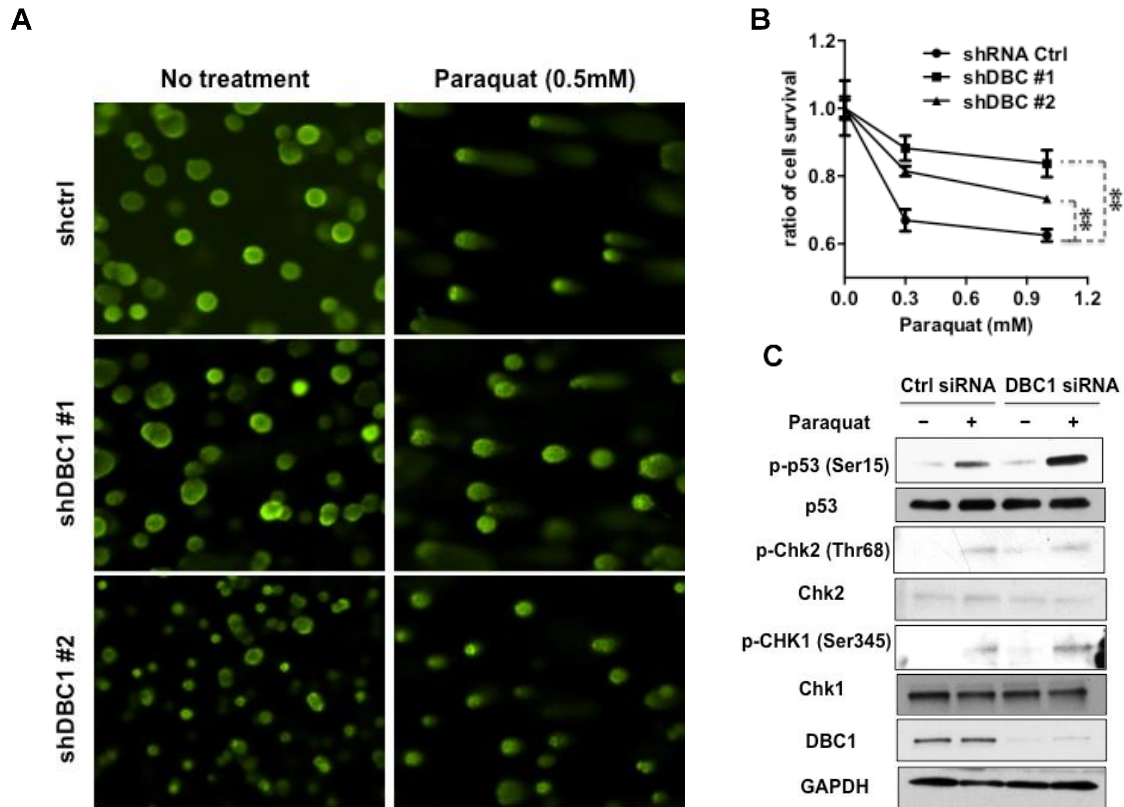 A
No treatment
Paraquat (0.5mM)
shctrl
shDBC1 #1
shDBC1 #2
B
1.2
1.0
0.8
0.6
ratio of cell survival
shRNA Ctrl
shDBC #1
shDBC #2
**
**
0.0 0.3 0.6 0.9 1.2
Paraquat (mM)
C
Ctrl siRNA DBC1 siRNA
Paraquat - + - +
p-p53 (Ser15)
p53
p-Chk2 (Thr68)
Chk2
p-CHK1 (Ser345)
Chk1
DBC1
GAPDH